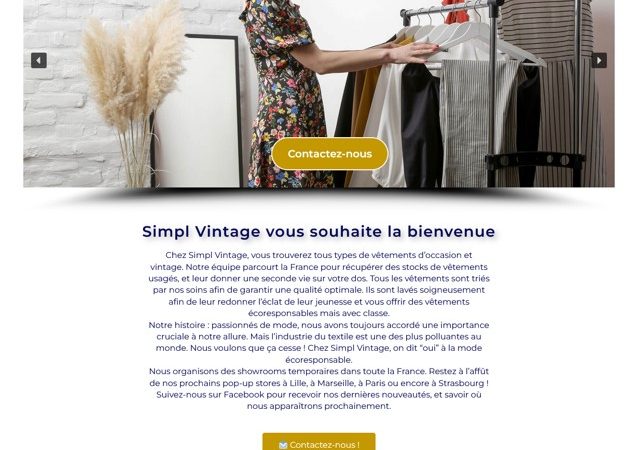 Contactez-nous
Simpl Vintage vous souhaite la bienvenue
Chez Simpl Vintage, vous trouverez tous types de vêtements d’occasion et
vintage. Notre équipe parcourt la France pour récupérer des stocks de vêtements
usagés, et leur donner une seconde vie sur votre dos. Tous les vêtements sont triés
par nos soins afin de garantir une qualité optimale. Ils sont lavés soigneusement
afin de leur redonner l’éclat de leur jeunesse et vous offrir des vêtements
écoresponsables mais avec classe.
Notre histoire : passionnés de mode, nous avons toujours accordé une importance
cruciale à notre allure. Mais l’industrie du textile est une des plus polluantes au
monde. Nous voulons que ça cesse ! Chez Simpl Vintage, on dit “oui” à la mode
écoresponsable.
Nous organisons des showrooms temporaires dans toute la France. Restez à l’affût
de nos prochains pop-up stores à Lille, à Marseille, à Paris ou encore à Strasbourg !
Suivez-nous sur Facebook pour recevoir nos dernières nouveautés, et savoir où
nous apparaîtrons prochainement.
Contactez-nous !